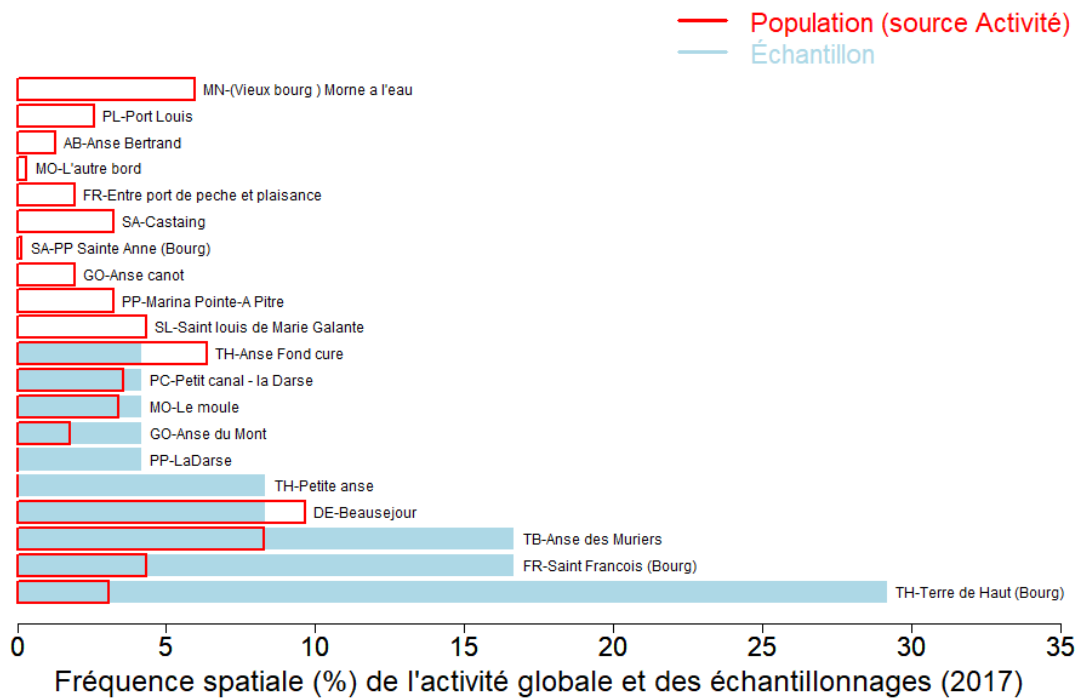 Population (source Activité)
Échantillon
MN-(Vieux bourg ) Morne a l'eau
PL-Port Louis
AB-Anse Bertrand
MO-L'autre bord
FR-Entre port de peche et plaisance
SA-Castaing
SA-PP Sainte Anne (Bourg)
GO-Anse canot
PP-Marina Pointe-A Pitre
SL-Saint louis de Marie Galante
TH-Anse Fond cure
PC-Petit canal - la Darse
MO-Le moule
GO-Anse du Mont
PP-LaDarse
TH-Petite anse
DE-Beausejour
TB-Anse des Muriers
FR-Saint Francois (Bourg)
TH-Terre de Haut (Bourg)
0 5 10 15 20 25 30 35
Fréquence spatiale (%) de l'activité globale et des échantillonnages (2017)